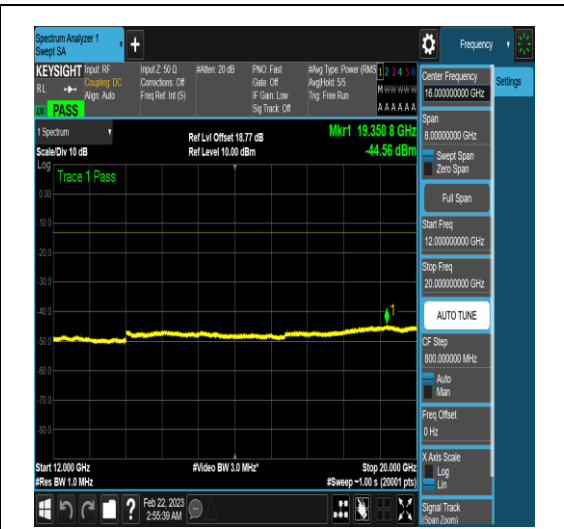 Spectrum Analyzer 1
Swept SA
Frequency
KEYSIGHT
RL
PASS
Input: RF
Coupling: DC
Align: Auto
Input Z: 50 Ω
Corrections: Off
Freq Ref: Int (S)
#Atten: 20 dB
PNO: Fast
Gate: Off
IF Gain: Low
Sig Track: Off
#Avg Type: Power (RMS
Avg|Hold: 5/5
Trig: Free Run
1 2 3 4 5 6
M W W W W W
A A A A A A
1 Spectrum
Scale/Div 10 dB
Ref Lvl Offset 18.77 dB
Ref Level 10.00 dBm
Mkr1 19.350 8 GHz
-44.56 dBm
Log
Trace 1 Pass
0.00
-10.0
-20.0
-30.0
-40.0
-50.0
-60.0
-70.0
-80.0
1
Start 12.000 GHz
#Res BW 1.0 MHz
#Video BW 3.0 MHz*
Stop 20.000 GHz
#Sweep ~1.00 s (20001 pts)
Feb 22, 2023
2:55:39 AM
Center Frequency
16.000000000 GHz
Settings
Span
8.00000000 GHz
Swept Span
Zero Span
Full Span
Start Freq
12.000000000 GHz
Stop Freq
20.000000000 GHz
AUTO TUNE
CF Step
800.000000 MHz
Auto
Man
Freq Offset
0 Hz
X Axis Scale
Log
Lin
Signal Track
(Span Zoom)